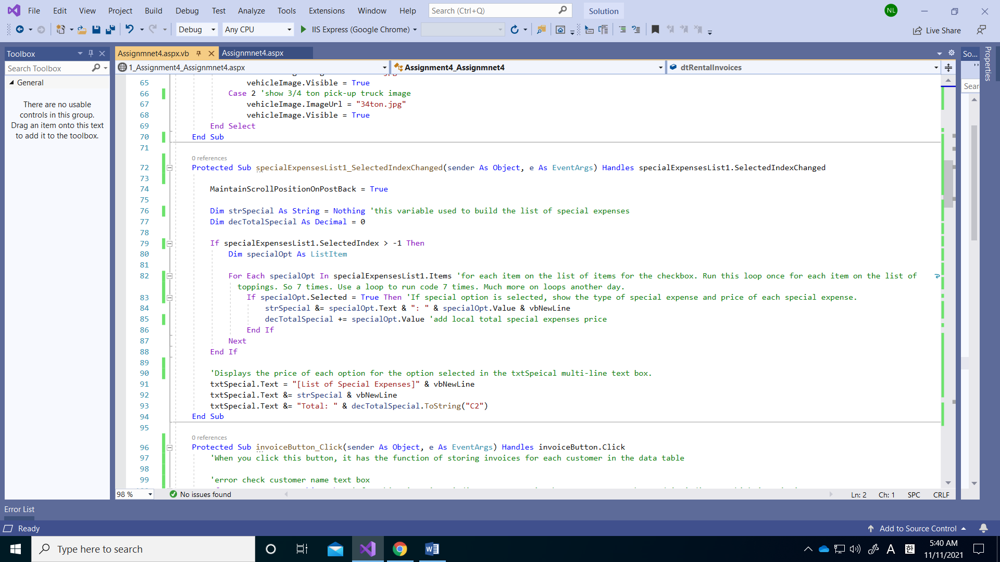 File Edit View Project Build Debug Test Analyze Tools Extensions Window Help Search (Ctrl+Q) Solution NL
Debug Any CPU IIS Express (Google Chrome) Live Share
Toolbox
Search Toolbox
General
There are no usable
controls in this group.
Drag an item onto this text
to add it to the toolbox.
Assignmnet4.aspx.vb Assignmnet4.aspx
1_Assignment4_Assignmnet4.aspx Assignment4_Assignmnet4 dtRentalInvoices
65 vehicleImage.Visible = True
66 Case 2 'show 3/4 ton pick-up truck image
67 vehicleImage.ImageUrl = "34ton.jpg"
68 vehicleImage.Visible = True
69 End Select
70 End Sub
71
0 references
72 Protected Sub specialExpensesList1_SelectedIndexChanged(sender As Object, e As EventArgs) Handles specialExpensesList1.SelectedIndexChanged
73
74 MaintainScrollPositionOnPostBack = True
75
76 Dim strSpecial As String = Nothing 'this variable used to build the list of special expenses
77 Dim decTotalSpecial As Decimal = 0
78
79 If specialExpensesList1.SelectedIndex > -1 Then
80 Dim specialOpt As ListItem
81
82 For Each specialOpt In specialExpensesList1.Items 'for each item on the list of items for the checkbox. Run this loop once for each item on the list of
toppings. So 7 times. Use a loop to run code 7 times. Much more on loops another day.
83 If specialOpt.Selected = True Then 'If special option is selected, show the type of special expense and price of each special expense.
84 strSpecial &= specialOpt.Text & ": " & specialOpt.Value & vbNewLine
85 decTotalSpecial += specialOpt.Value 'add local total special expenses price
86 End If
87 Next
88 End If
89
90 'Displays the price of each option for the option selected in the txtSpeical multi-line text box.
91 txtSpecial.Text = "[List of Special Expenses]" & vbNewLine
92 txtSpecial.Text &= strSpecial & vbNewLine
93 txtSpecial.Text &= "Total: " & decTotalSpecial.ToString("C2")
94 End Sub
95
0 references
96 Protected Sub invoiceButton_Click(sender As Object, e As EventArgs) Handles invoiceButton.Click
97 'When you click this button, it has the function of storing invoices for each customer in the data table
98
99 'error check customer name text box
98 % No issues found Ln: 2 Ch: 1 SPC CRLF
So...
Sear
Properties
Error List
Ready Add to Source Control
Type here to search
A 한
5:40 AM
11/11/2021